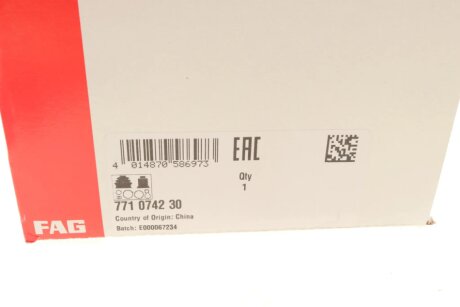 4 014870 586973
EAC
Qty
1
771 0742 30
Country of Origin: China
Batch: E000067234
FAG